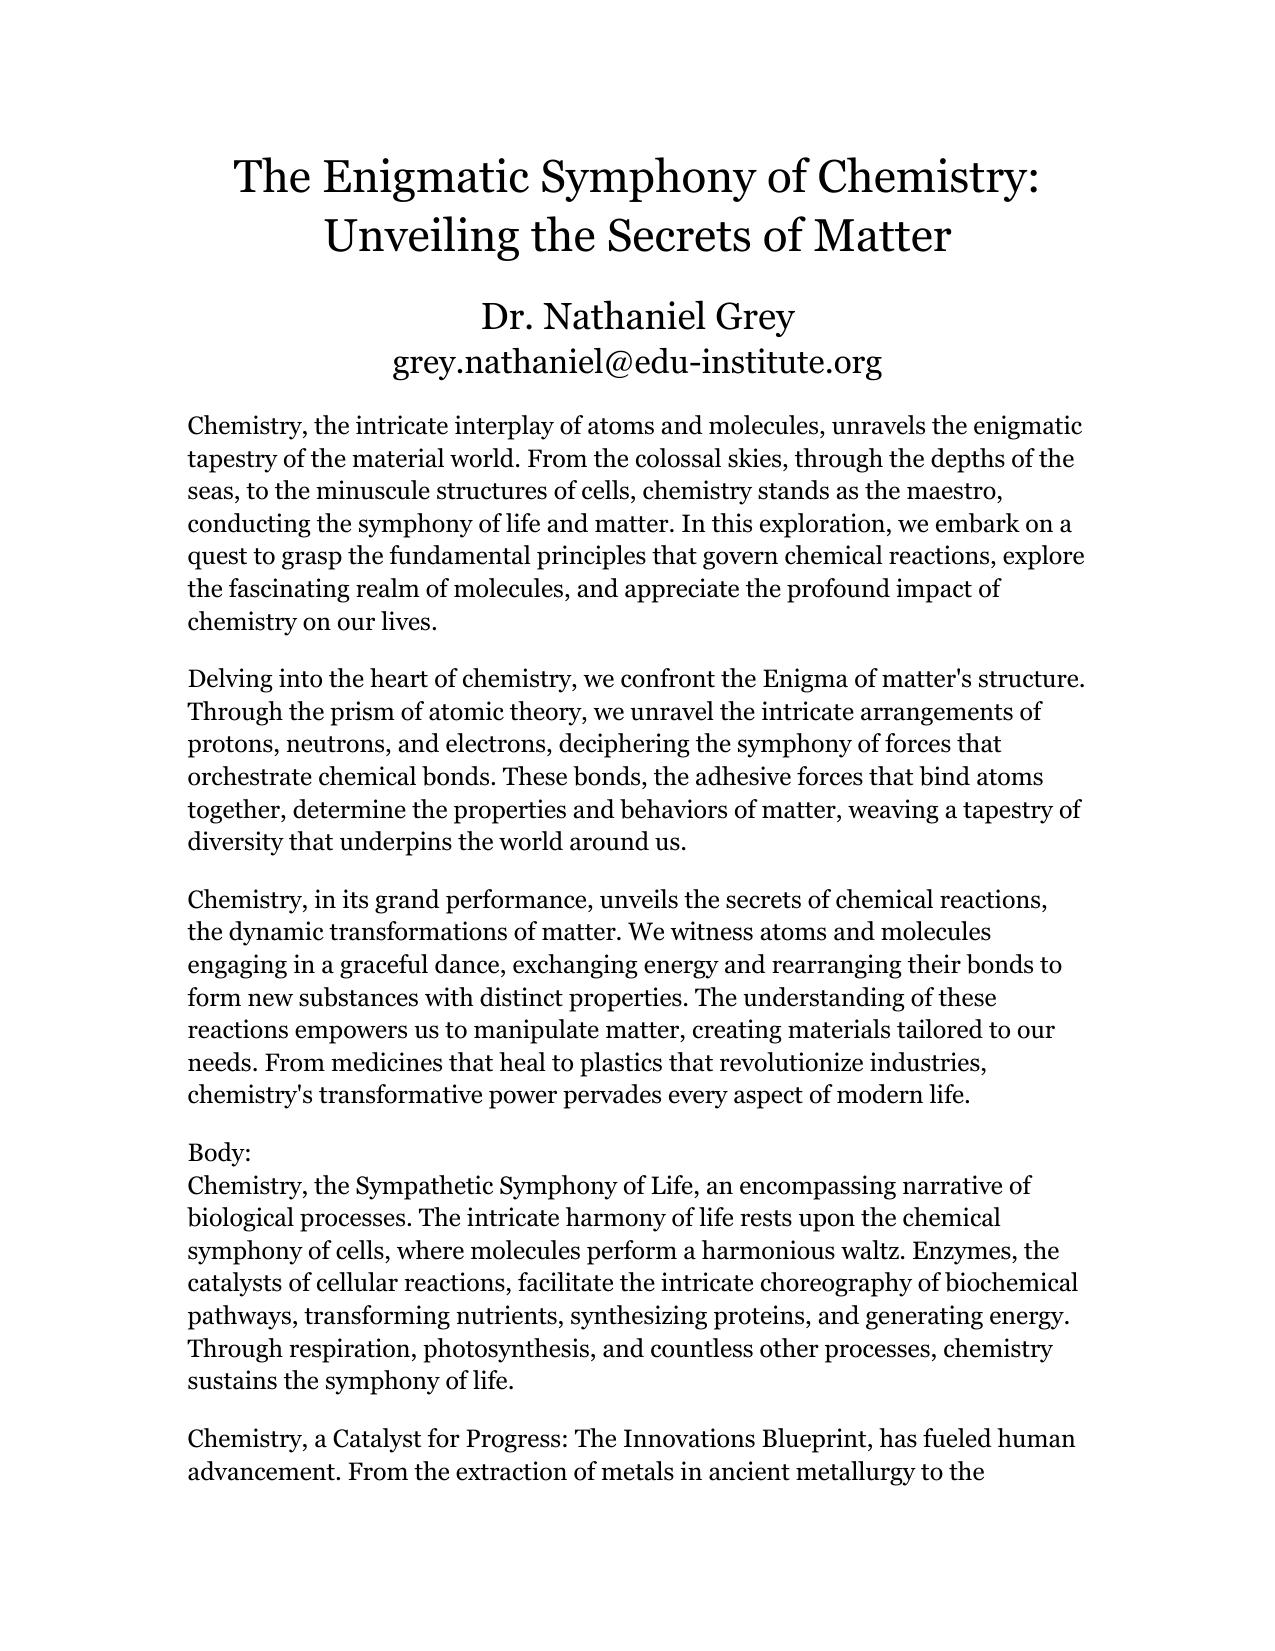 The Enigmatic Symphony of Chemistry:
Unveiling the Secrets of Matter
Dr. Nathaniel Grey
grey.nathaniel@edu-institute.org
Chemistry, the intricate interplay of atoms and molecules, unravels the enigmatic
tapestry of the material world. From the colossal skies, through the depths of the
seas, to the minuscule structures of cells, chemistry stands as the maestro,
conducting the symphony of life and matter. In this exploration, we embark on a
quest to grasp the fundamental principles that govern chemical reactions, explore
the fascinating realm of molecules, and appreciate the profound impact of
chemistry on our lives.
Delving into the heart of chemistry, we confront the Enigma of matter's structure.
Through the prism of atomic theory, we unravel the intricate arrangements of
protons, neutrons, and electrons, deciphering the symphony of forces that
orchestrate chemical bonds. These bonds, the adhesive forces that bind atoms
together, determine the properties and behaviors of matter, weaving a tapestry of
diversity that underpins the world around us.
Chemistry, in its grand performance, unveils the secrets of chemical reactions,
the dynamic transformations of matter. We witness atoms and molecules
engaging in a graceful dance, exchanging energy and rearranging their bonds to
form new substances with distinct properties. The understanding of these
reactions empowers us to manipulate matter, creating materials tailored to our
needs. From medicines that heal to plastics that revolutionize industries,
chemistry's transformative power pervades every aspect of modern life.
Body:
Chemistry, the Sympathetic Symphony of Life, an encompassing narrative of
biological processes. The intricate harmony of life rests upon the chemical
symphony of cells, where molecules perform a harmonious waltz. Enzymes, the
catalysts of cellular reactions, facilitate the intricate choreography of biochemical
pathways, transforming nutrients, synthesizing proteins, and generating energy.
Through respiration, photosynthesis, and countless other processes, chemistry
sustains the symphony of life.
Chemistry, a Catalyst for Progress: The Innovations Blueprint, has fueled human
advancement. From the extraction of metals in ancient metallurgy to the